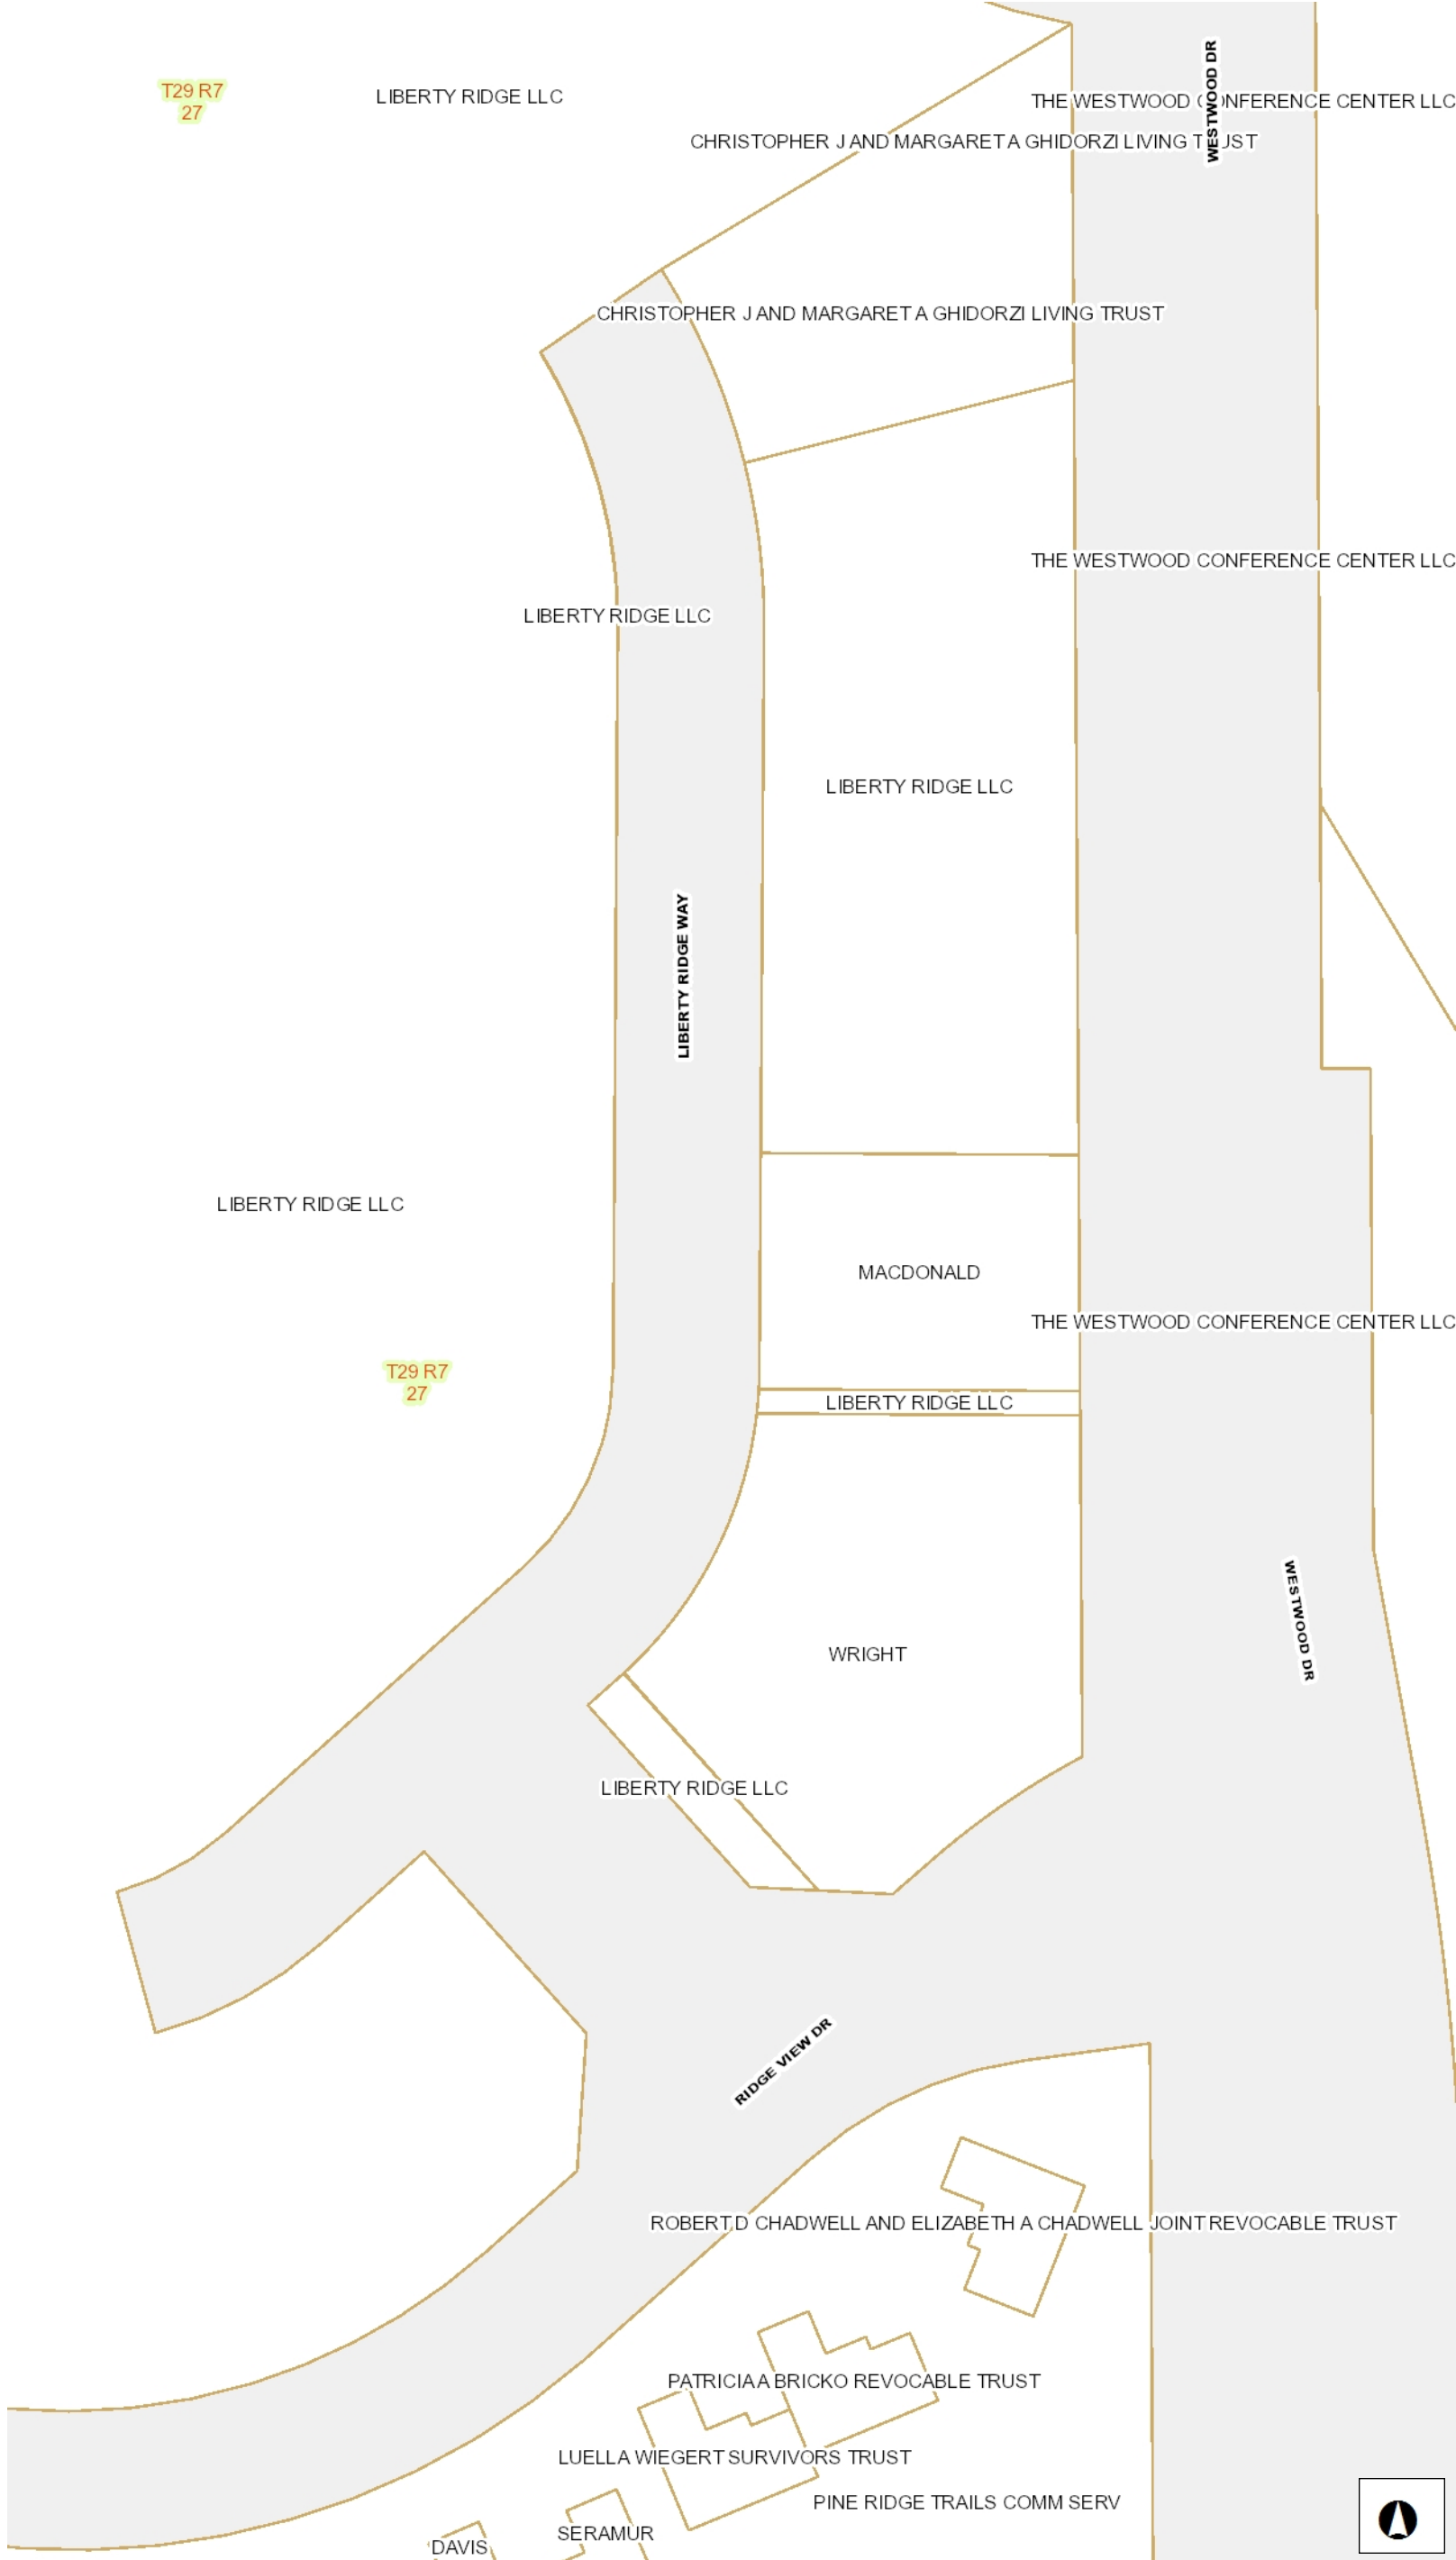 WESTWOOD DR
T29 R7
27
LIBERTY RIDGE LLC
THE WESTWOOD CONFERENCE CENTER LLC
CHRISTOPHER J AND MARGARET A GHIDORZI LIVING TRUST
CHRISTOPHER J AND MARGARET A GHIDORZI LIVING TRUST
THE WESTWOOD CONFERENCE CENTER LLC
LIBERTY RIDGE LLC
LIBERTY RIDGE LLC
LIBERTY RIDGE WAY
LIBERTY RIDGE LLC
MACDONALD
THE WESTWOOD CONFERENCE CENTER LLC
T29 R7
27
LIBERTY RIDGE LLC
WESTWOOD DR
WRIGHT
LIBERTY RIDGE LLC
RIDGE VIEW DR
ROBERT D CHADWELL AND ELIZABETH A CHADWELL JOINT REVOCABLE TRUST
PATRICIA A BRICKO REVOCABLE TRUST
LUELLA WIEGERT SURVIVORS TRUST
PINE RIDGE TRAILS COMM SERV
SERAMUR
DAVIS